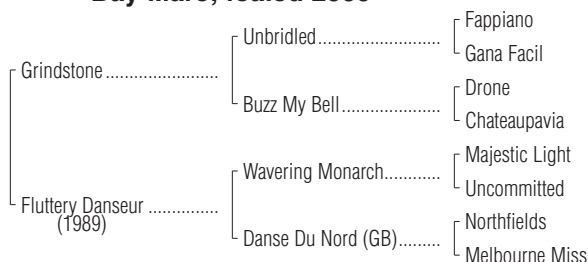 Bay Mare; foaled
Fappiano
Unbridled........................
Gana Facil
Grindstone ......................
Drone
Buzz My Bell....................
Chateaupavia
Majestic Light
Wavering Monarch...........
Uncommitted
Fluttery Danseur ..............
(1989)
Northfields
Danse Du Nord (GB)........
Melbourne Miss